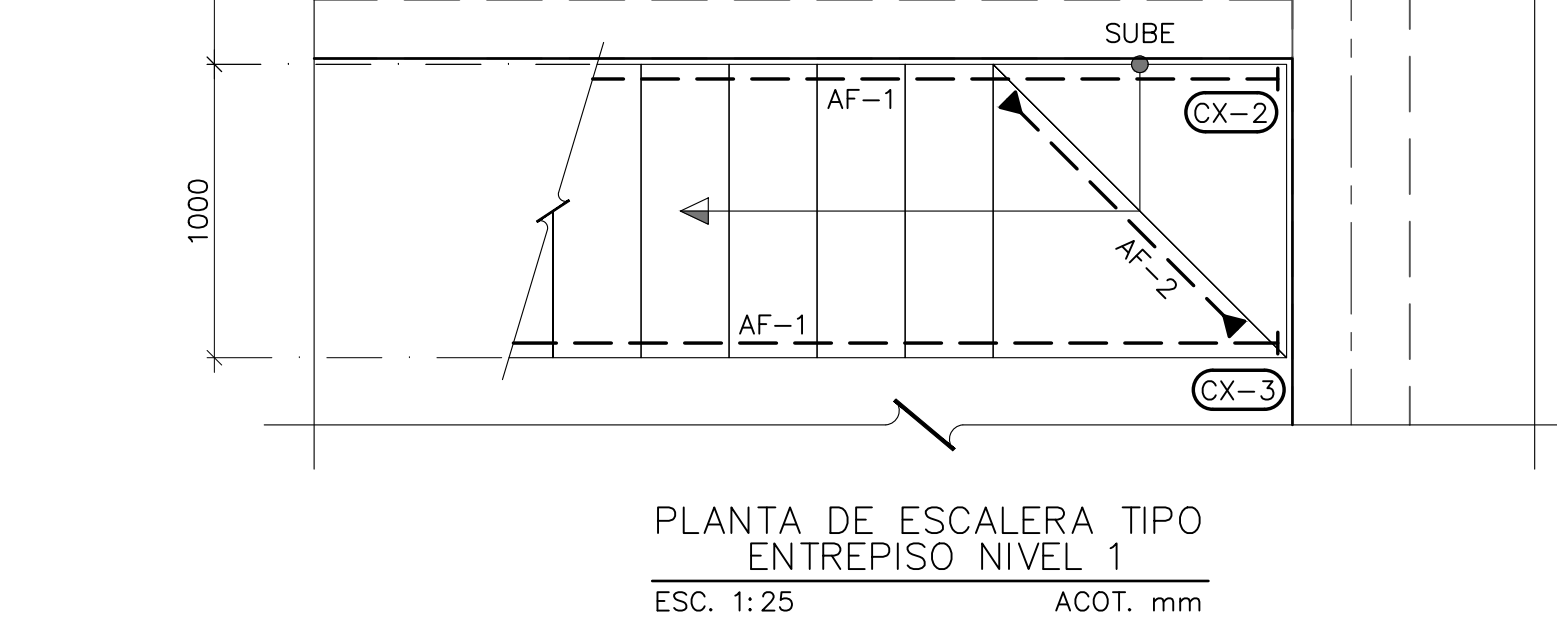 SUBE
AF-1
CX-2
1000
AF-2
AF-1
CX-3
PLANTA DE ESCALERA TIPO
ENTREPISO NIVEL 1
ESC. 1:25
ACOT. mm